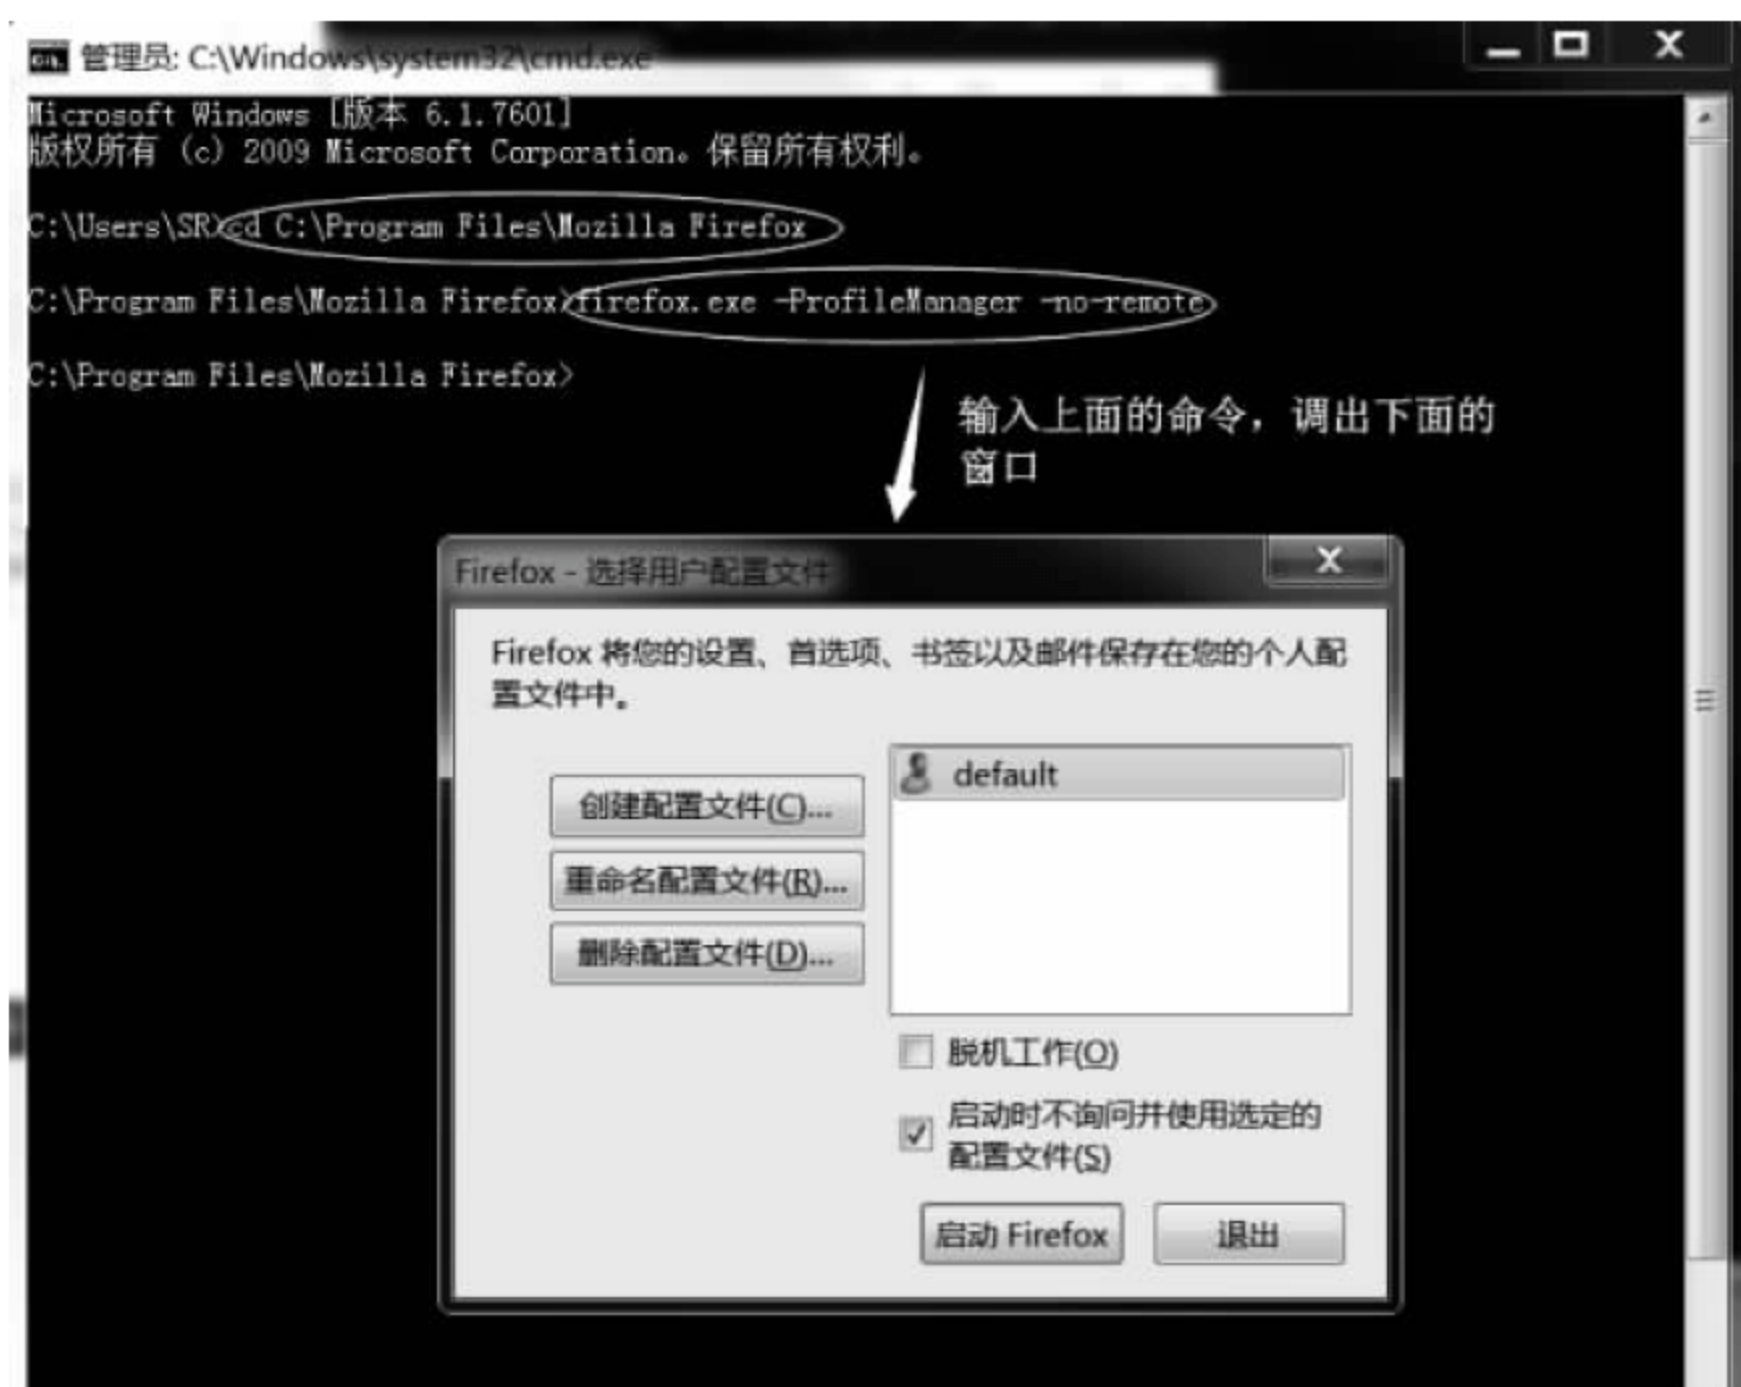 管理员: C:\Windows\system32\cmd.exe
Microsoft Windows [版本 6.1.7601]
版权所有 (c) 2009 Microsoft Corporation。保留所有权利。
C:\Users\SR>cd C:\Program Files\Mozilla Firefox
C:\Program Files\Mozilla Firefox>firefox.exe -ProfileManager -no-remote
C:\Program Files\Mozilla Firefox>
输入上面的命令，调出下面的
窗口
Firefox - 选择用户配置文件
Firefox 将您的设置、首选项、书签以及邮件保存在您的个人配
置文件中。
default
创建配置文件(C)...
重命名配置文件(R)...
删除配置文件(D)...
脱机工作(O)
启动时不询问并使用选定的
配置文件(S)
启动 Firefox
退出